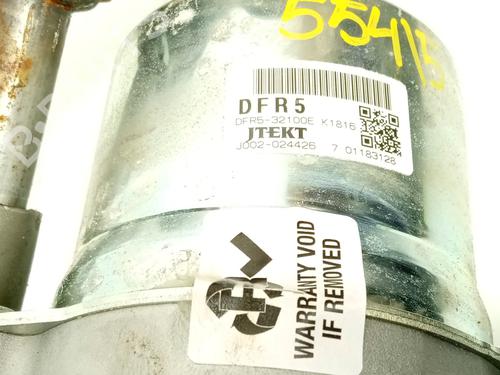 55415
DFR5
DFR5-32100E K1816
JTEKT
J002-024426 7 01183128
WARRANTY VOID
IF REMOVED